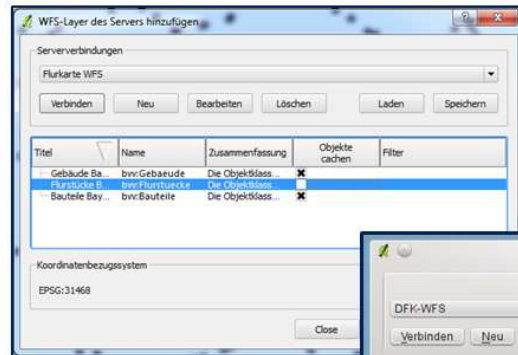 WFS-Layer des Servers hinzufügen
Serververbindungen
Flurkarte WFS
Verbinden Neu Bearbeiten Löschen Laden Speichern
Titel Name Zusammenfassung Objekte cachen Filter
Gebäude Ba... bvv:Gebaeude Die Objektklass...
Flurstücke B... bvv:Flurstuecke Die Objektklass...
Bauteile Bay... bvv:Bauteile Die Objektklass...
Koordinatenbezugssystem
EPSG:31468
Close
DFK-WFS
Verbinden Neu